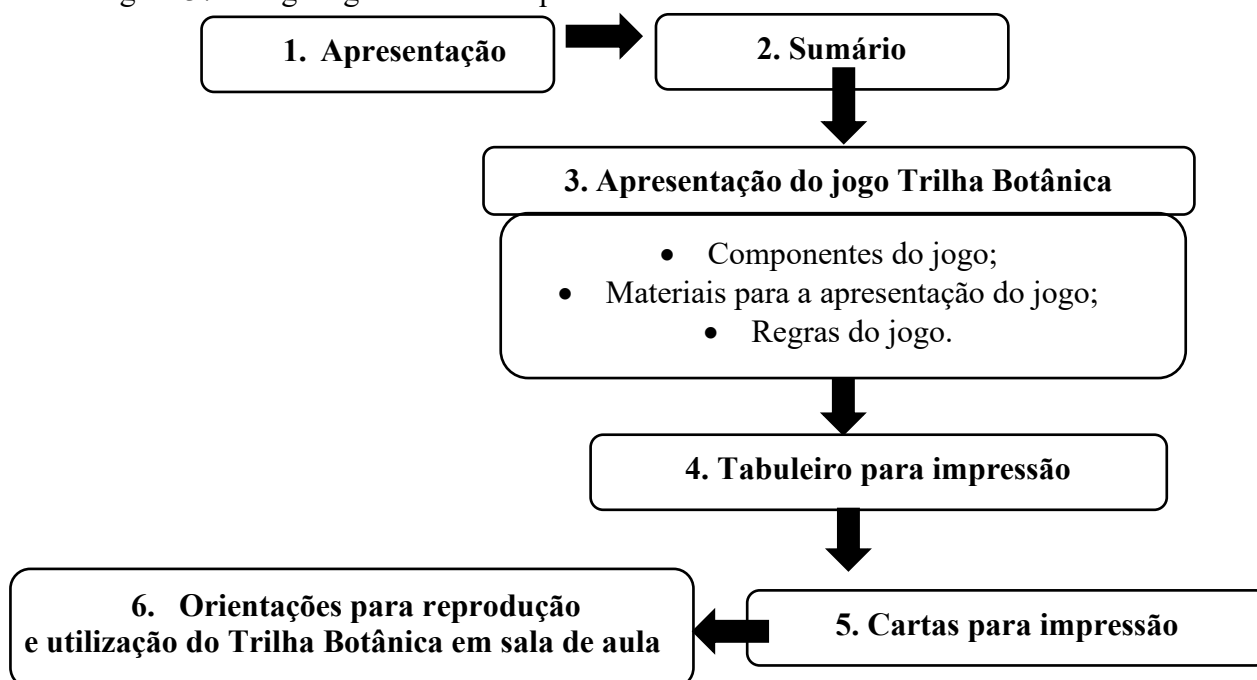 1. Apresentação
2. Sumário
3. Apresentação do jogo Trilha Botânica
• Componentes do jogo;
• Materiais para a apresentação do jogo;
• Regras do jogo.
4. Tabuleiro para impressão
5. Cartas para impressão
6. Orientações para reprodução
e utilização do Trilha Botânica em sala de aula